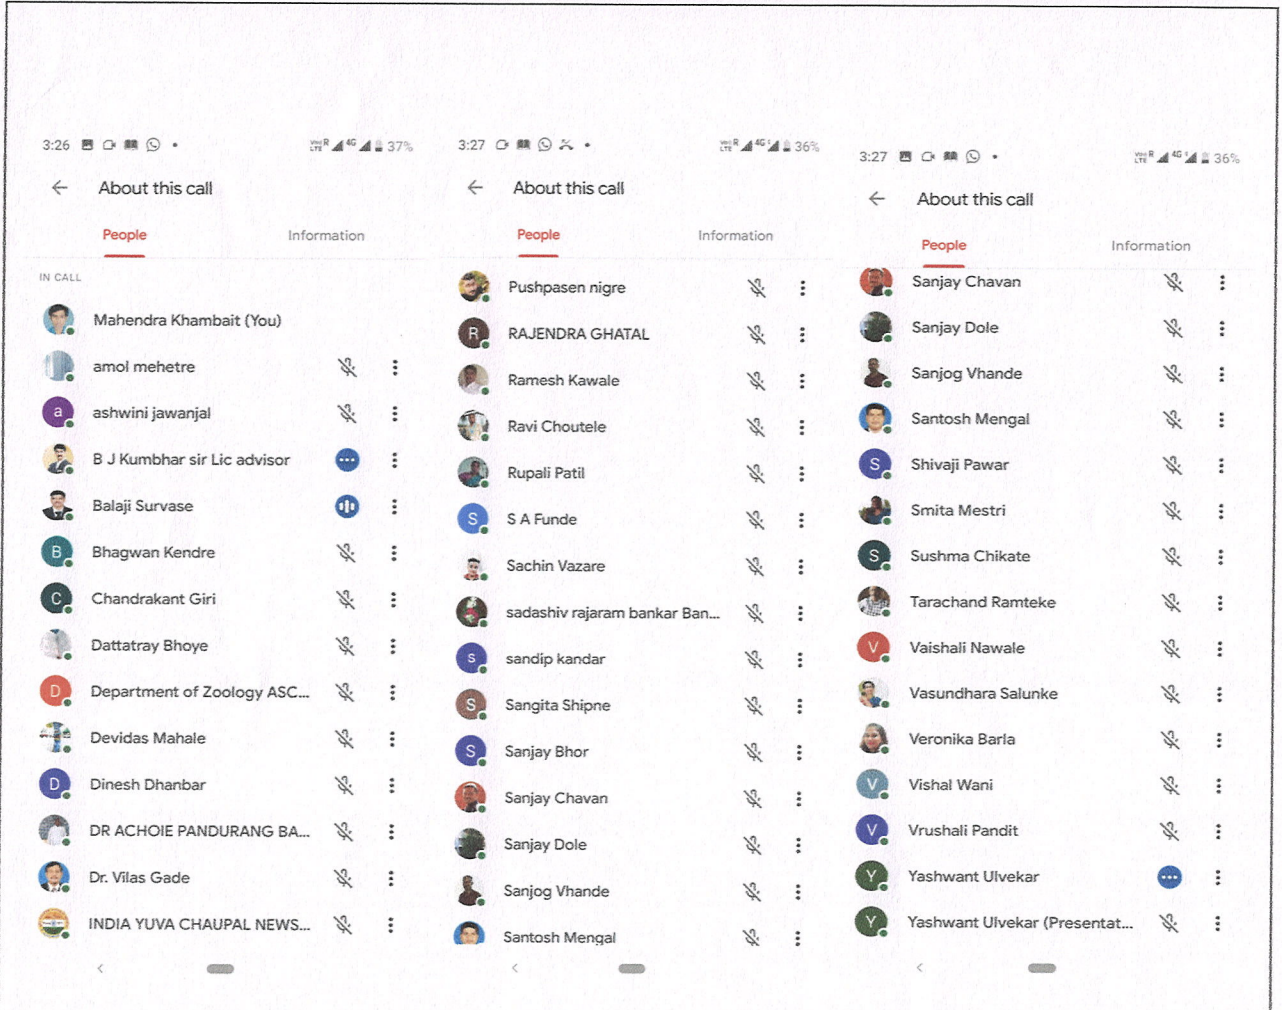 3:26
VoLTE R 4G 37%
About this call
People
Information
IN CALL
Mahendra Khambait (You)
amol mehetre
a
ashwini jawanjal
B J Kumbhar sir Lic advisor
Balaji Survase
B
Bhagwan Kendre
C
Chandrakant Giri
Dattatray Bhoye
D
Department of Zoology ASC...
Devidas Mahale
D
Dinesh Dhanbar
DR ACHOIE PANDURANG BA...
Dr. Vilas Gade
INDIA YUVA CHAUPAL NEWS...
3:27
VoLTE R 4G 36%
About this call
People
Information
Pushpasen nigre
R
RAJENDRA GHATAL
Ramesh Kawale
Ravi Choutele
Rupali Patil
S
S A Funde
Sachin Vazare
sadashiv rajaram bankar Ban...
s
sandip kandar
S
Sangita Shipne
S
Sanjay Bhor
Sanjay Chavan
Sanjay Dole
Sanjog Vhande
Santosh Mengal
3:27
VoLTE R 4G 36%
About this call
People
Information
Sanjay Chavan
Sanjay Dole
Sanjog Vhande
Santosh Mengal
S
Shivaji Pawar
Smita Mestri
S
Sushma Chikate
Tarachand Ramteke
V
Vaishali Nawale
Vasundhara Salunke
Veronika Barla
V
Vishal Wani
V
Vrushali Pandit
Y
Yashwant Ulvekar
Y
Yashwant Ulvekar (Presentat...